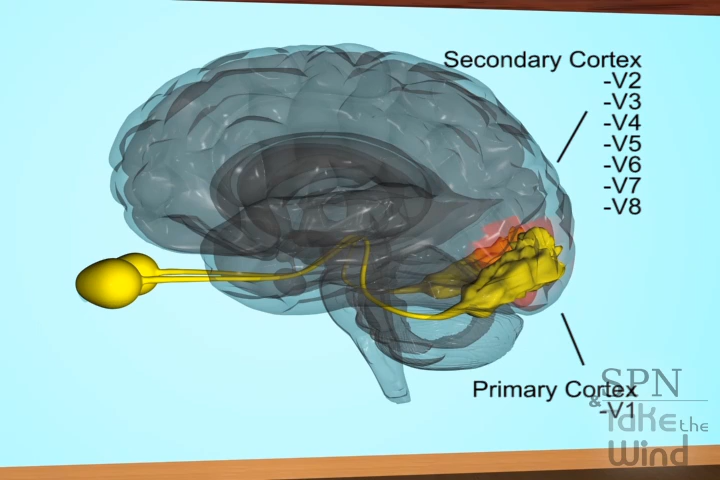 Secondary Cortex
-V2
-V3
-V4
-V5
-V6
-V7
-V8
Primary Cortex
-V1
SPN
& Take the
Wind